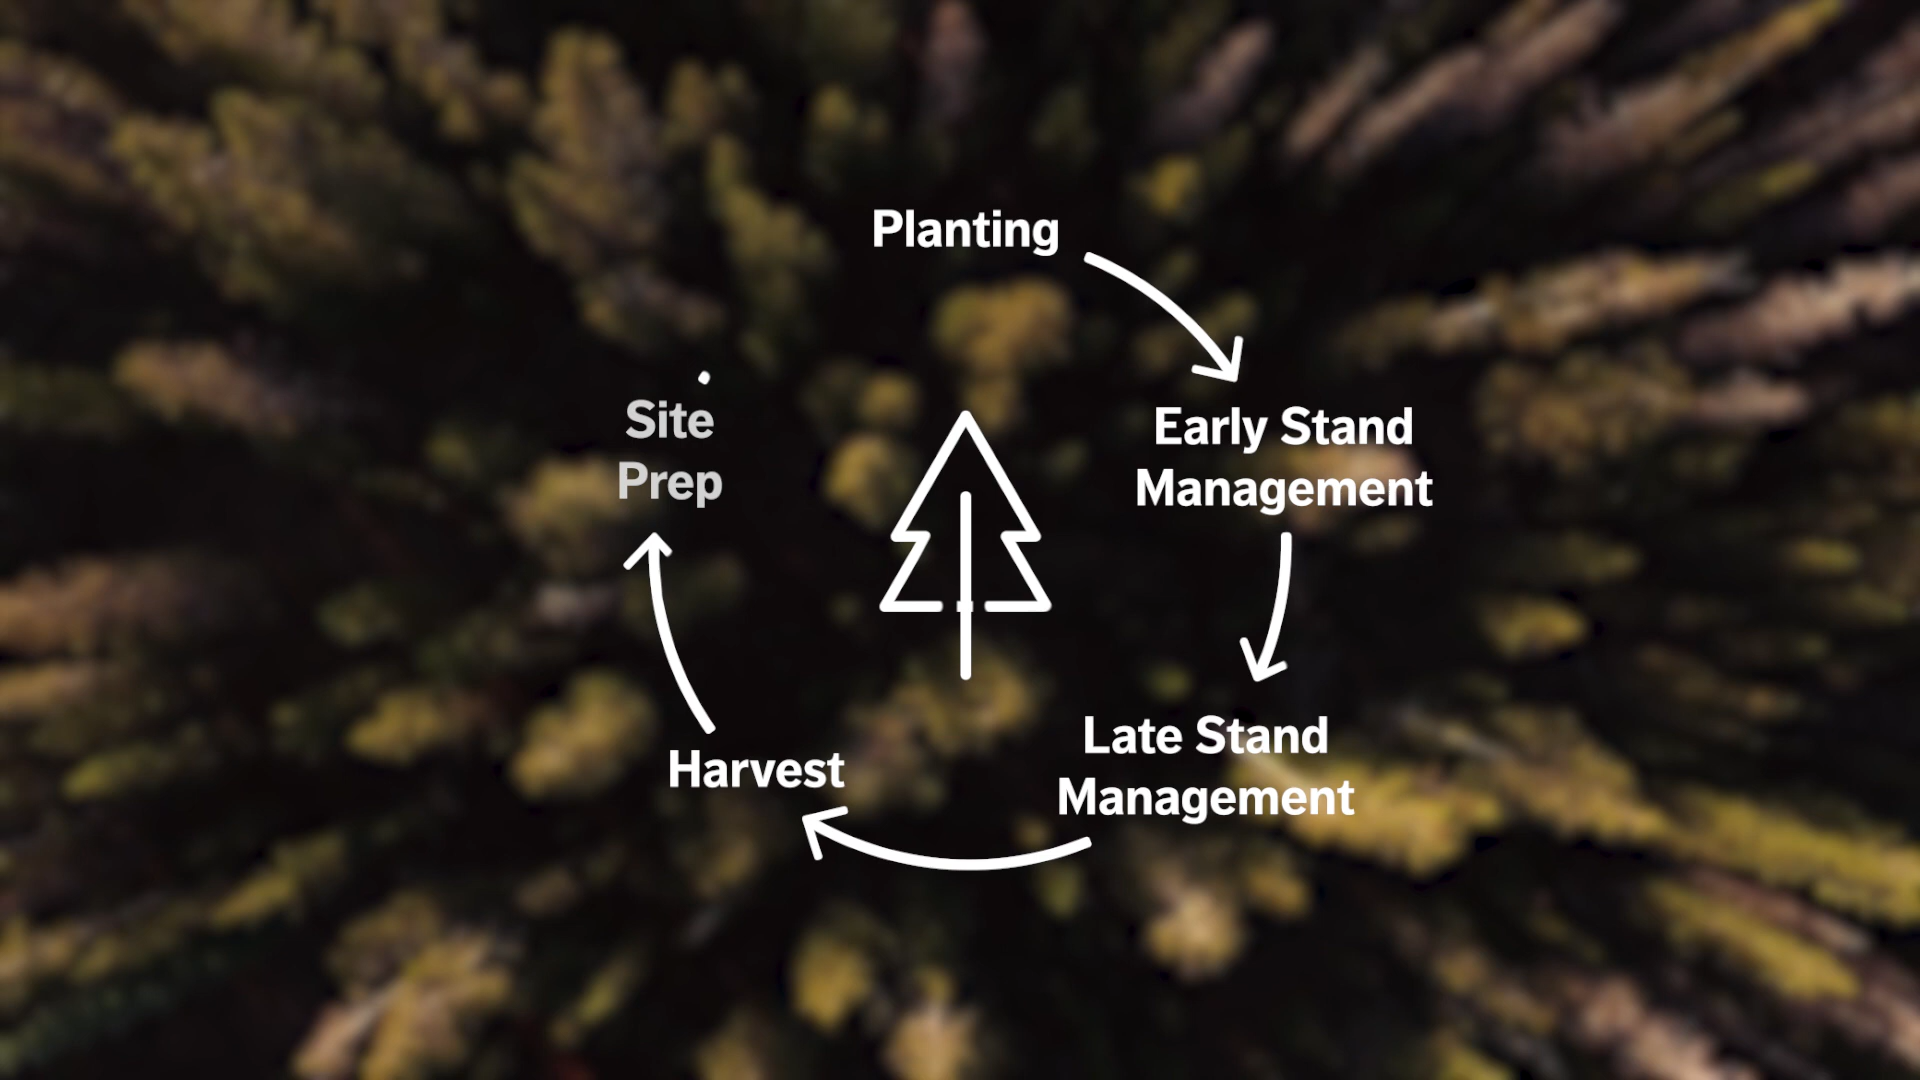 Planting
Early Stand
Management
Late Stand
Management
Harvest
Site
Prep